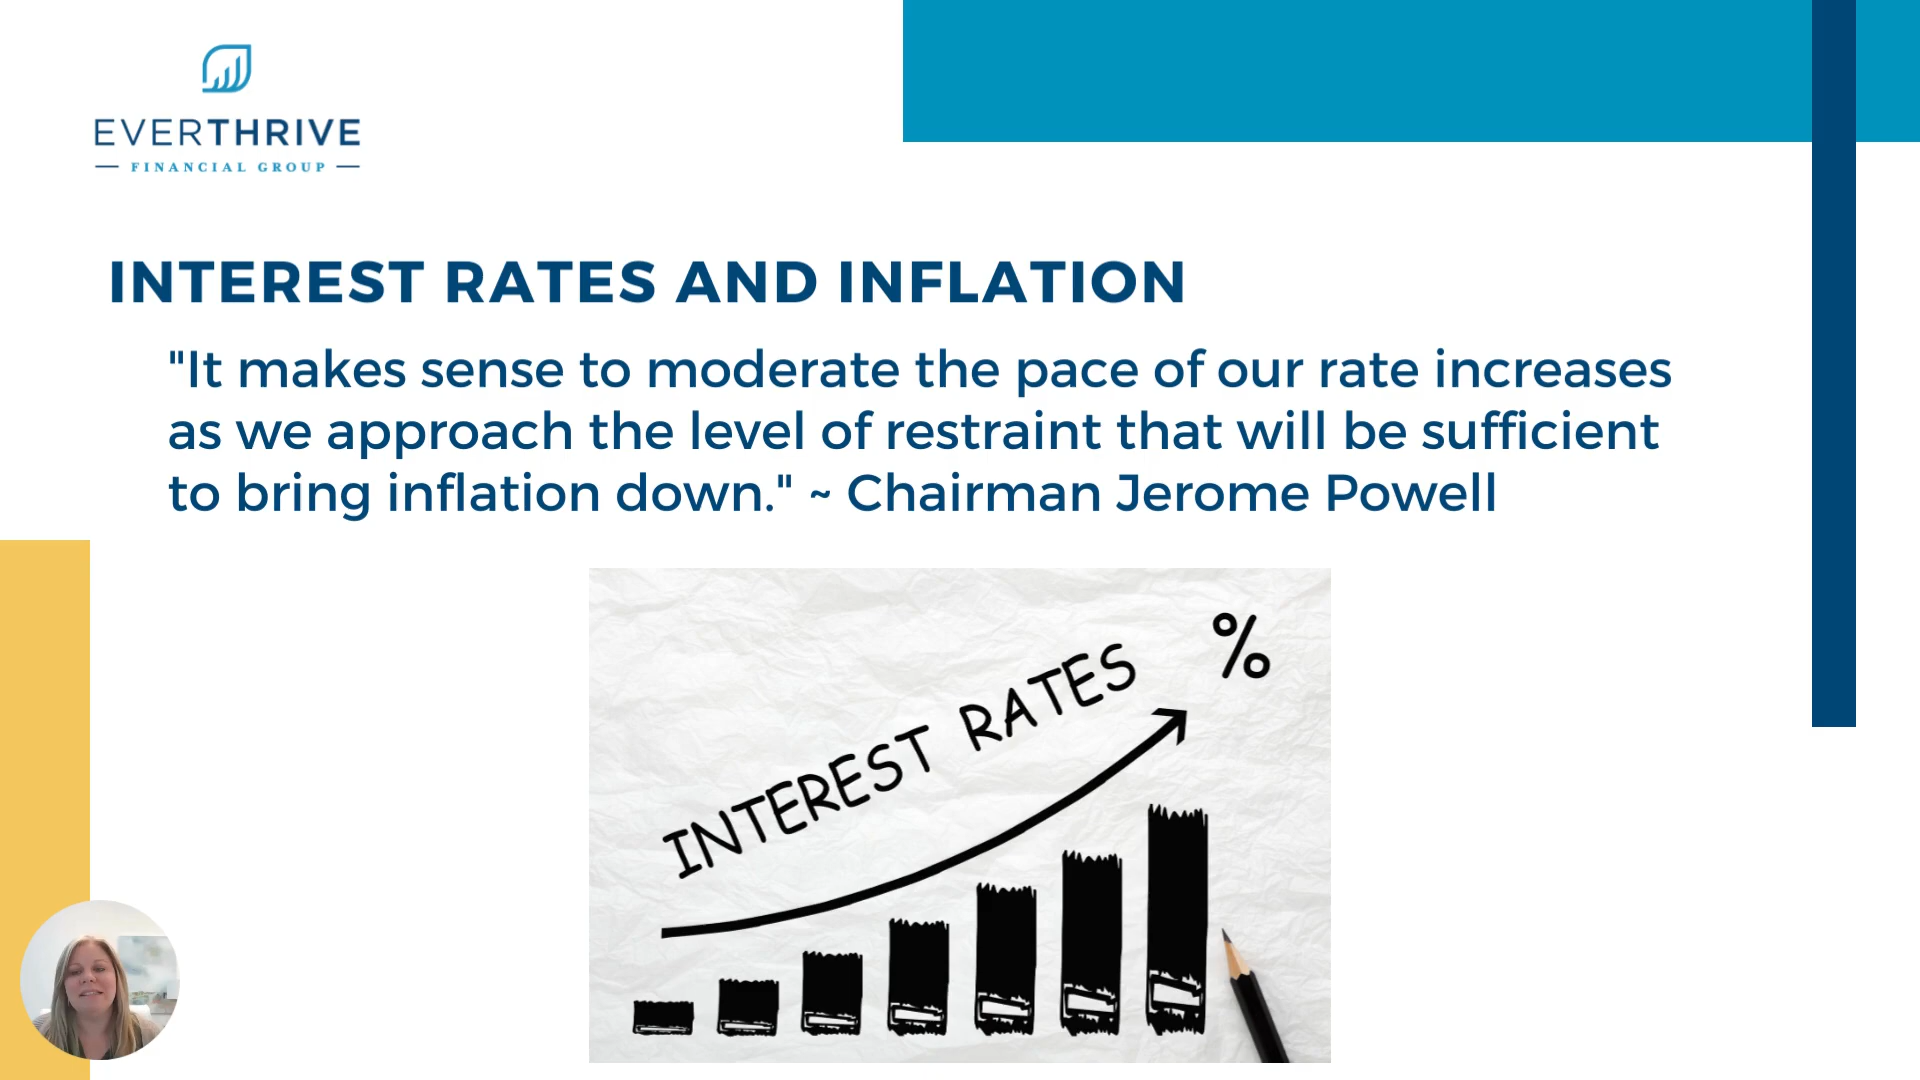 EVERTHRIVE
FINANCIAL GROUP
INTEREST RATES AND INFLATION
"It makes sense to moderate the pace of our rate increases
as we approach the level of restraint that will be sufficient
to bring inflation down." ~ Chairman Jerome Powell
INTEREST RATES %